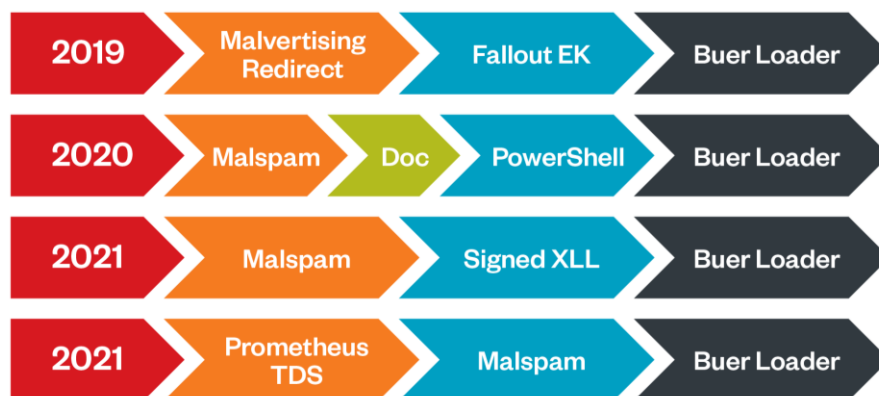 2019
Malvertising
Redirect
Fallout EK
Buer Loader
2020
Malspam
Doc
PowerShell
Buer Loader
2021
Malspam
Signed XLL
Buer Loader
2021
Prometheus
TDS
Malspam
Buer Loader